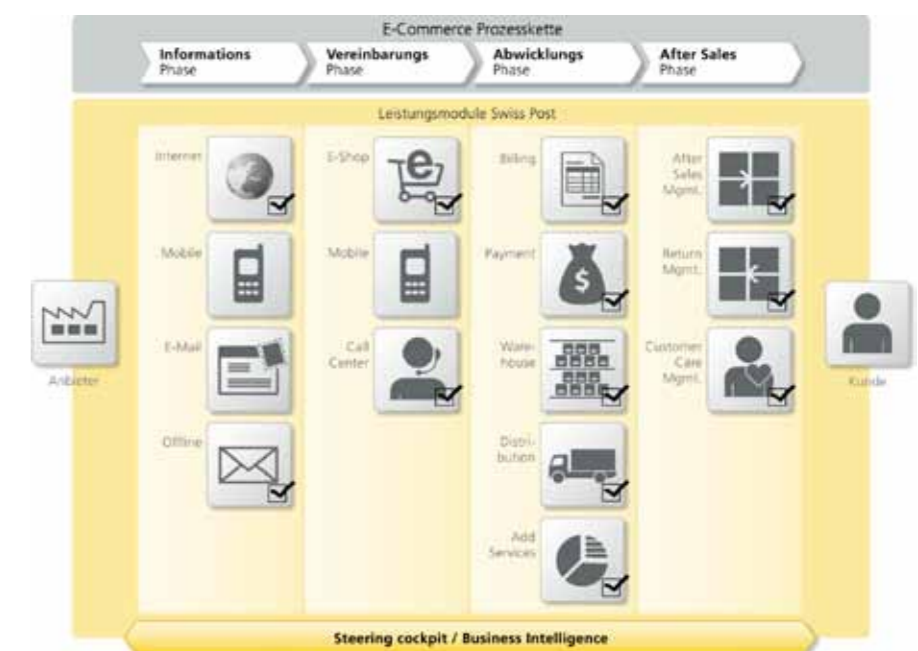 E-Commerce Prozesskette
Informations
Phase
Vereinbarungs
Phase
Abwicklungs
Phase
After Sales
Phase
Leistungsmodule Swiss Post
Internet
Mobile
E-Mail
Offline
E-Shop
e
Mobile
Call
Center
Billing
Payment
$
Ware-
house
Distri-
bution
Add
Services
After
Sales
Mgmt.
Return
Mgmt.
Customer
Care
Mgmt.
Anbieter
Kunde
Steering cockpit / Business Intelligence